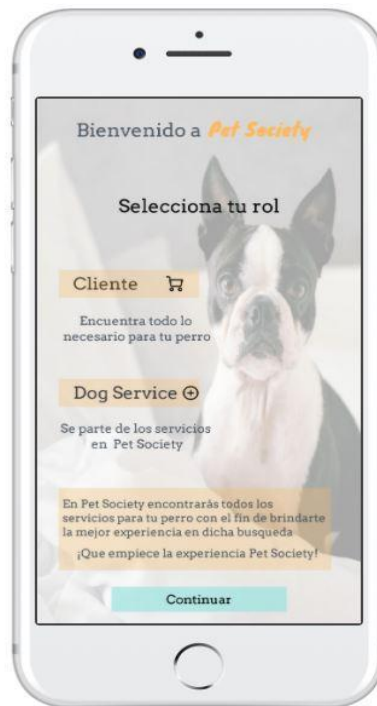 Bienvenido a Pet Society
Selecciona tu rol
Cliente
Encuentra todo lo
necesario para tu perro
Dog Service
Se parte de los servicios
en Pet Society
En Pet Society encontraràs todos los
servicios para tu perro con el fin de brindarte
la mejor experiencia en dicha busqueda
¡Que empiece la experiencia Pet Society!
Continuar